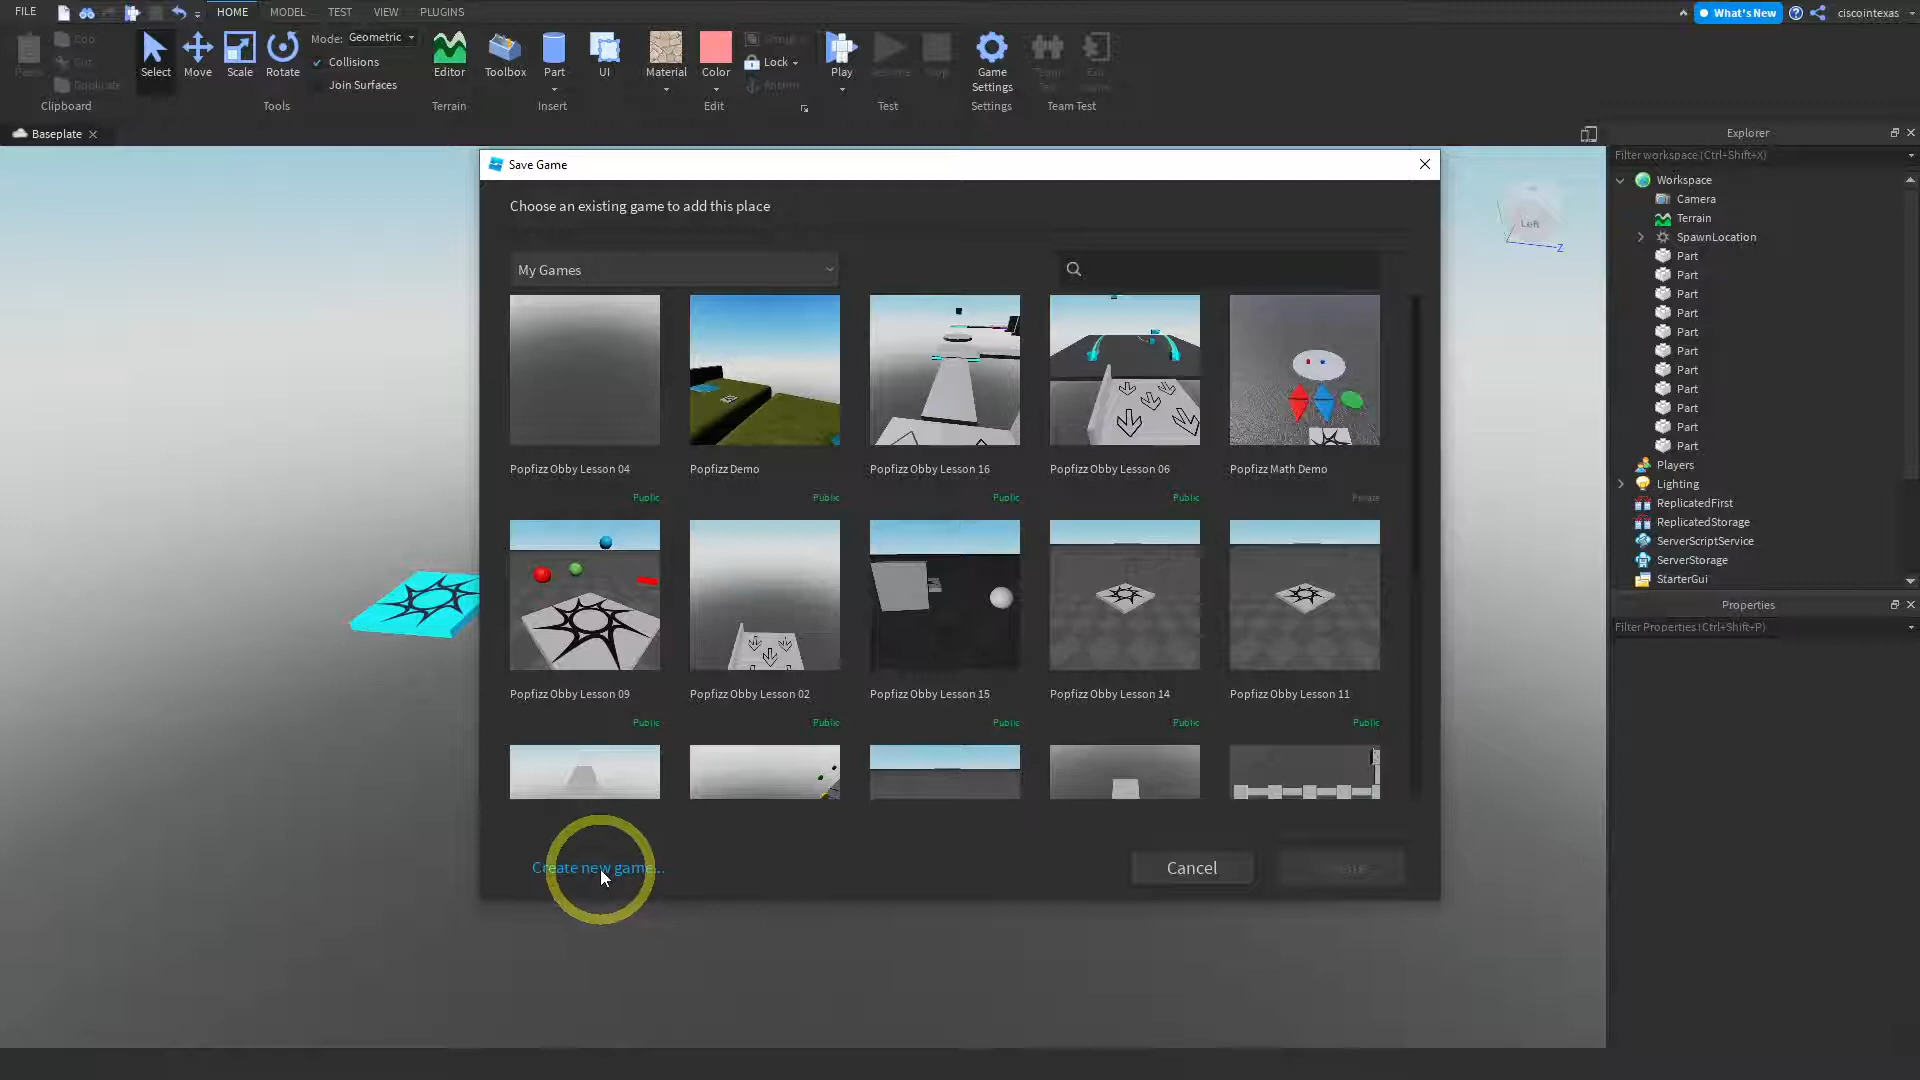 FILE HOME MODEL TEST VIEW PLUGINS What's New ciscointexas
Mode: Geometric
Collisions
Join Surfaces
Select Move Scale Rotate Editor Toolbox Part UI Material Color Lock Play Game Settings
Clipboard Tools Terrain Insert Edit Test Settings Team Test
Baseplate
Save Game
Choose an existing game to add this place
My Games
Popfizz Obby Lesson 04 Popfizz Demo Popfizz Obby Lesson 16 Popfizz Obby Lesson 06 Popfizz Math Demo
Public Public Public Public Private
Popfizz Obby Lesson 09 Popfizz Obby Lesson 02 Popfizz Obby Lesson 15 Popfizz Obby Lesson 14 Popfizz Obby Lesson 11
Public Public Public Public Public
Create new game... Cancel
Left
Z
Explorer
Filter workspace (Ctrl+Shift+X)
Workspace
Camera
Terrain
SpawnLocation
Part
Part
Part
Part
Part
Part
Part
Part
Part
Part
Part
Players
Lighting
ReplicatedFirst
ReplicatedStorage
ServerScriptService
ServerStorage
StarterGui
Properties
Filter Properties (Ctrl+Shift+P)